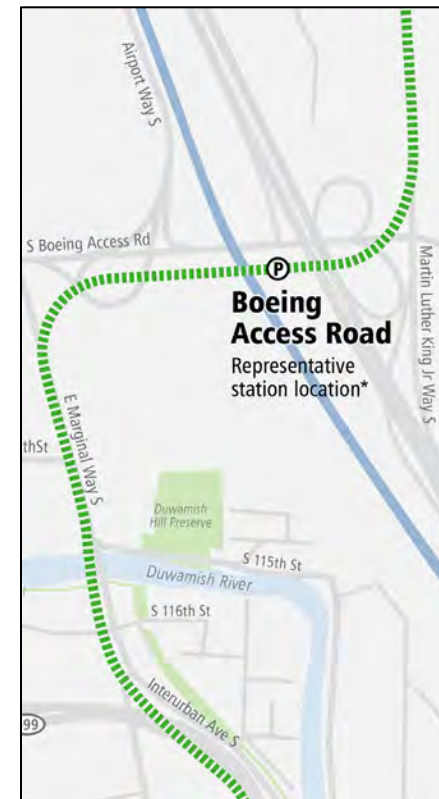 Airport Way S
S Boeing Access Rd
P
Boeing
Access Road
Representative
station location*
Martin Luther King Jr Way S
E Marginal Way S
thSt
Duwamish
Hill Preserve
S 115th St
Duwamish River
S 116th St
Interurban Ave S
99